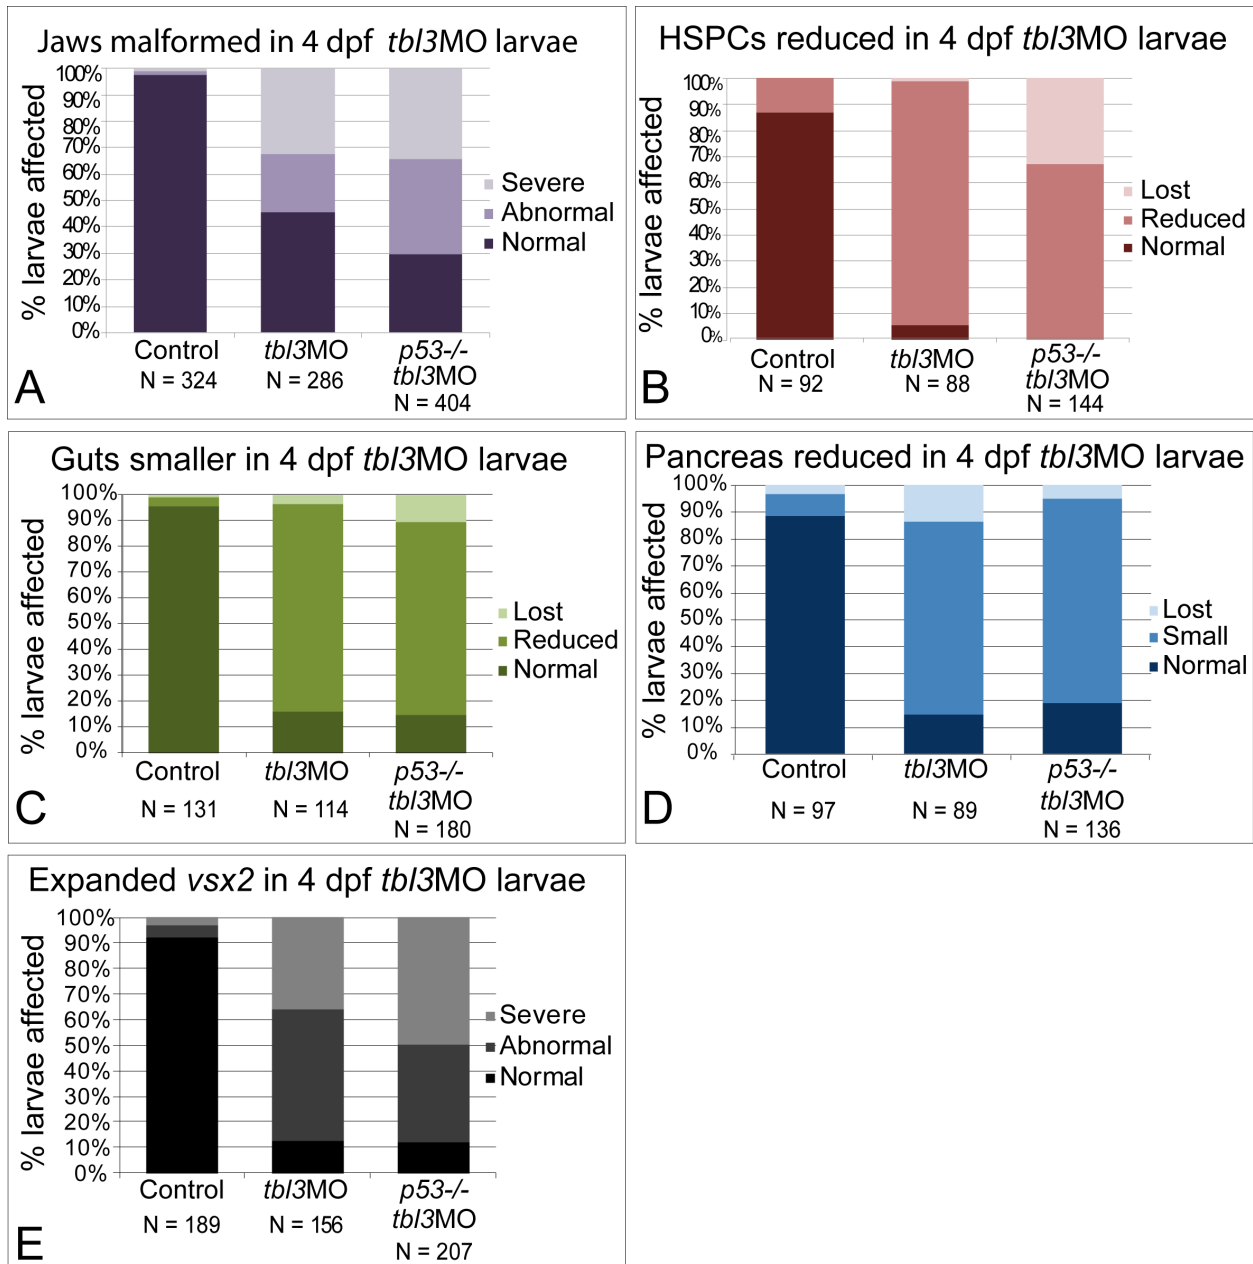 Jaws malformed in 4 dpf tbl3MO larvae
% larvae affected
100%
90%
80%
70%
60%
50%
40%
30%
20%
10%
0%
Severe
Abnormal
Normal
Control
tbl3MO
p53-/-
tbl3MO
N = 324
N = 286
N = 404
A
HSPCs reduced in 4 dpf tbl3MO larvae
% larvae affected
100%
90%
80%
70%
60%
50%
40%
30%
20%
10%
0%
Lost
Reduced
Normal
Control
tbl3MO
p53-/-
tbl3MO
N = 92
N = 88
N = 144
B
Guts smaller in 4 dpf tbl3MO larvae
% larvae affected
100%
90%
80%
70%
60%
50%
40%
30%
20%
10%
0%
Lost
Reduced
Normal
Control
tbl3MO
p53-/-
tbl3MO
N = 131
N = 114
N = 180
C
Pancreas reduced in 4 dpf tbl3MO larvae
% larvae affected
100%
90%
80%
70%
60%
50%
40%
30%
20%
10%
0%
Lost
Small
Normal
Control
tbl3MO
p53-/-
tbl3MO
N = 97
N = 89
N = 136
D
Expanded vsx2 in 4 dpf tbl3MO larvae
% larvae affected
100%
90%
80%
70%
60%
50%
40%
30%
20%
10%
0%
Severe
Abnormal
Normal
Control
tbl3MO
p53-/-
tbl3MO
N = 189
N = 156
N = 207
E